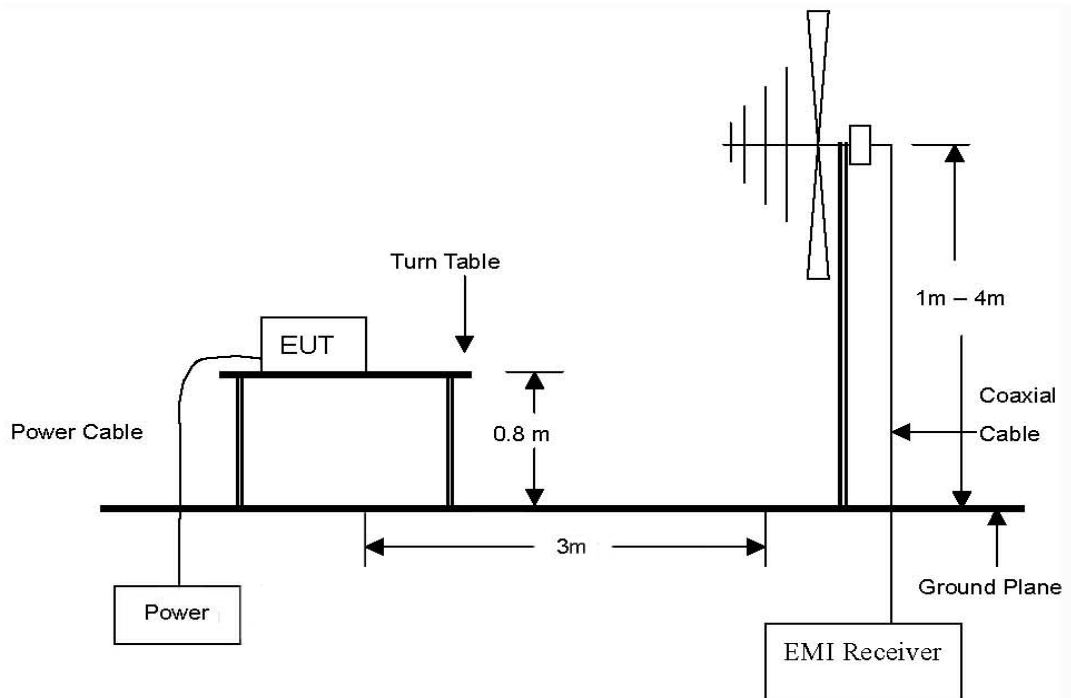 Turn Table
1m – 4m
EUT
Coaxial
Cable
Power Cable
0.8 m
3m
Ground Plane
Power
EMI Receiver